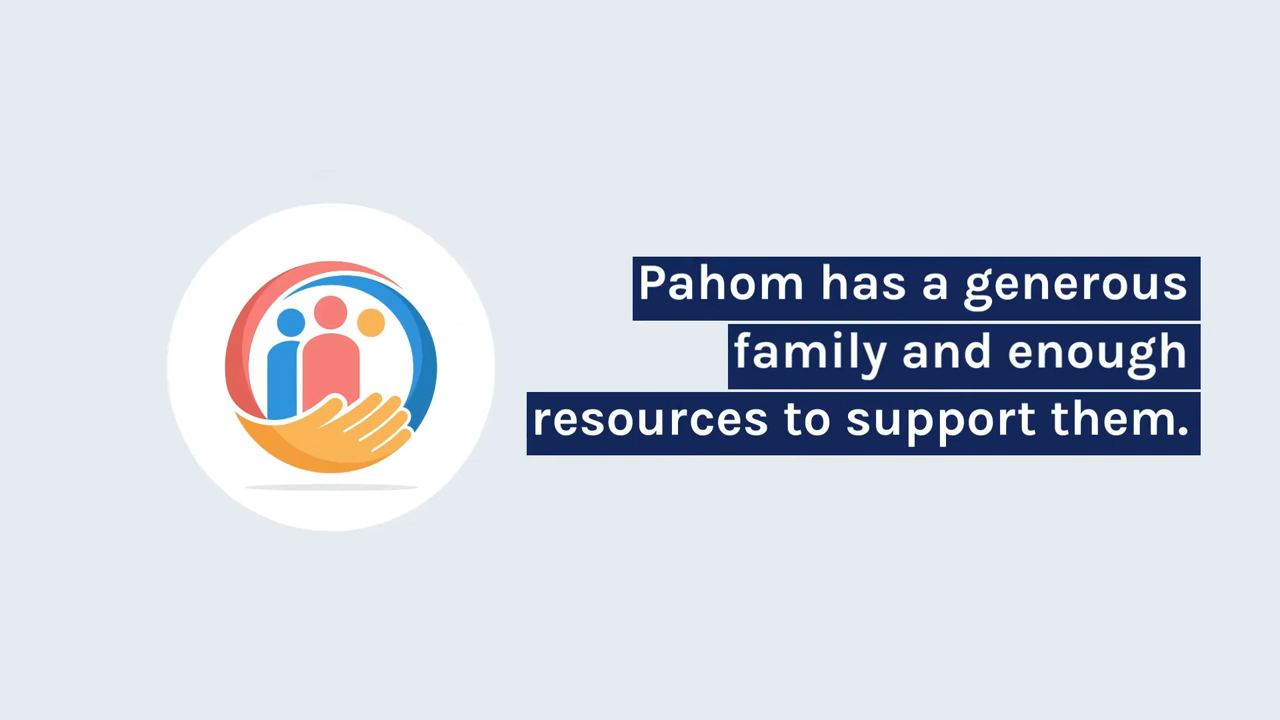 Pahom has a generous
family and enough
resources to support them.